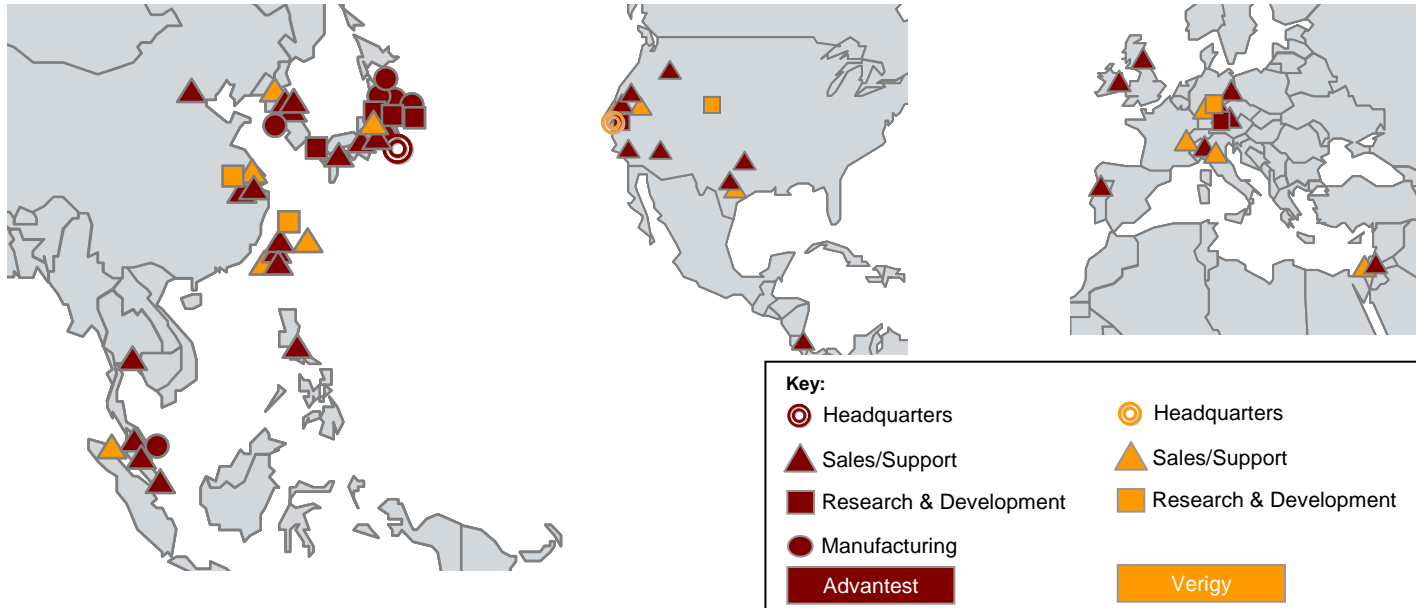 Key:
Headquarters Headquarters
Sales/Support Sales/Support
Research & Development Research & Development
Manufacturing
Advantest Verigy